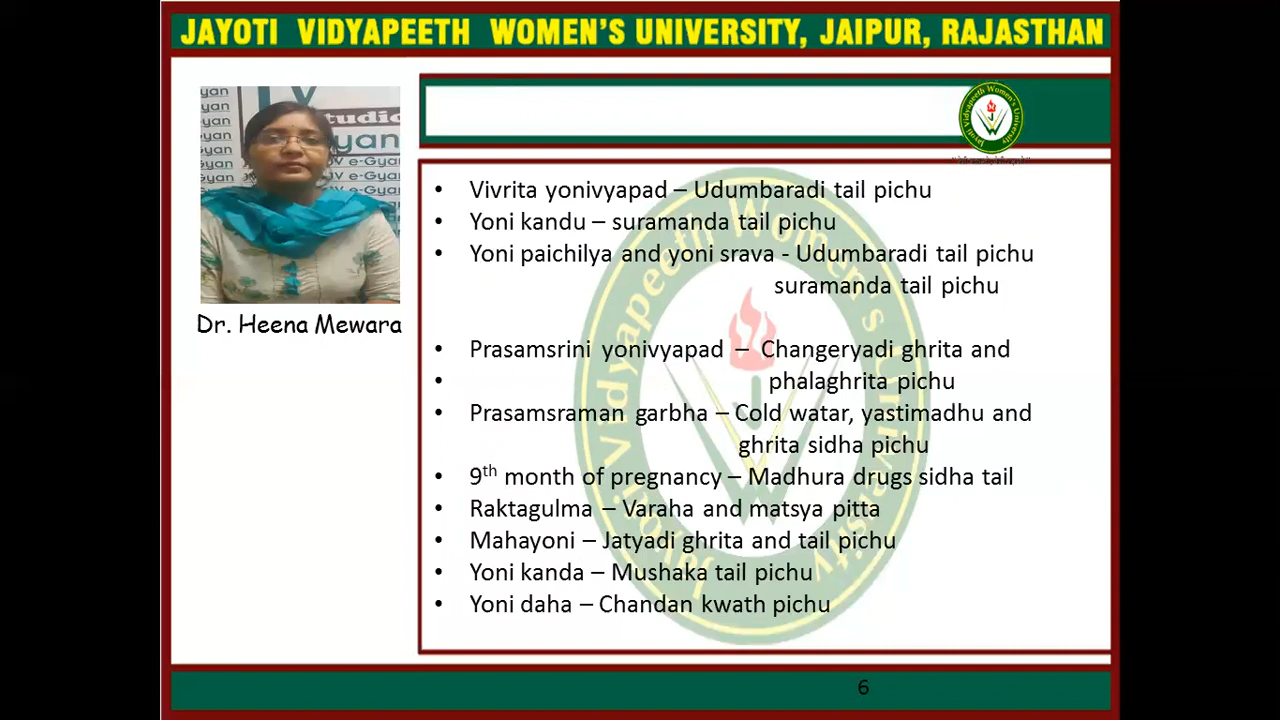 JAYOTI VIDYAPEETH WOMEN'S UNIVERSITY, JAIPUR, RAJASTHAN
Dr. Heena Mewara
• Vivrita yonivyapad – Udumbaradi tail pichu
• Yoni kandu – suramanda tail pichu
• Yoni paichilya and yoni srava - Udumbaradi tail pichu
suramanda tail pichu
• Prasamsrini yonivyapad – Changeryadi ghrita and
• phalaghrita pichu
• Prasamsraman garbha – Cold watar, yastimadhu and
ghrita sidha pichu
• 9th month of pregnancy – Madhura drugs sidha tail
• Raktagulma – Varaha and matsya pitta
• Mahayoni – Jatyadi ghrita and tail pichu
• Yoni kanda – Mushaka tail pichu
• Yoni daha – Chandan kwath pichu
Jayoti Vidyapeeth Women's University
6